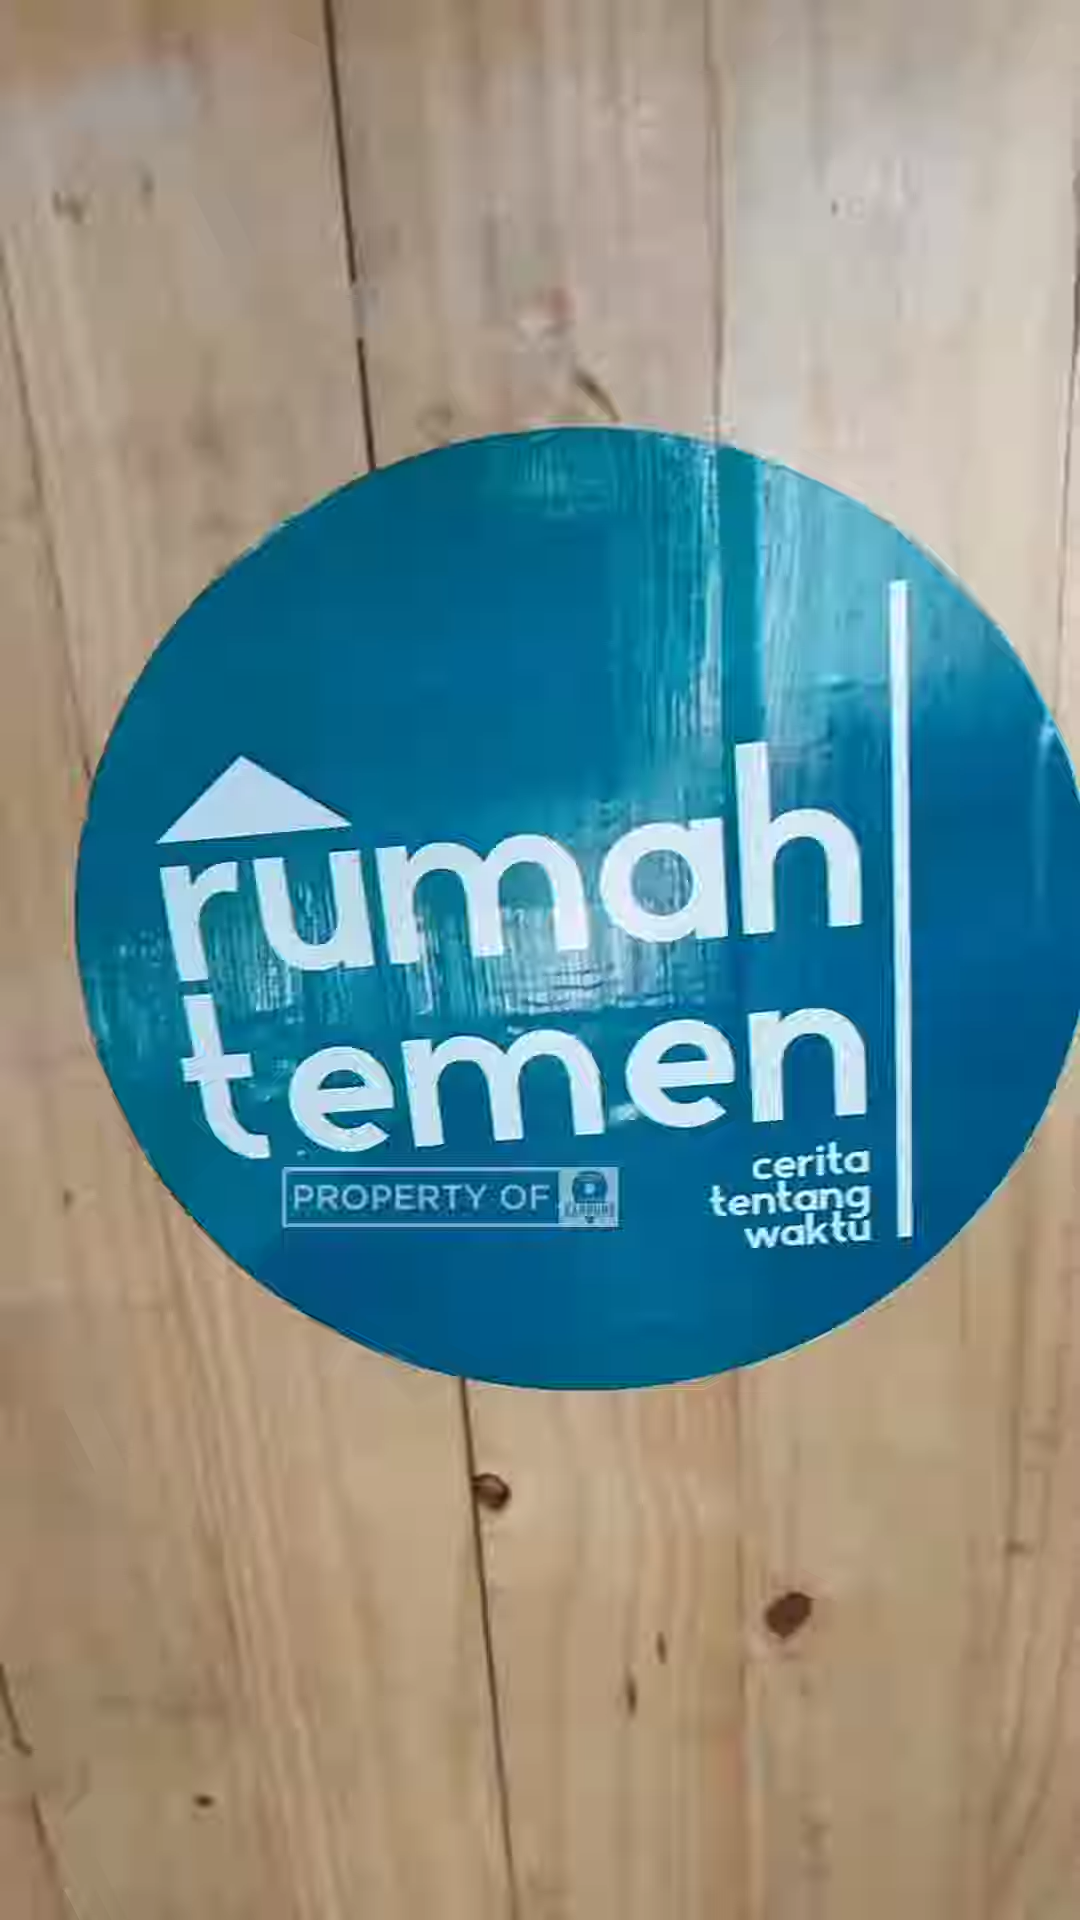 rumah
temen
PROPERTY OF
cerita
tentang
waktu